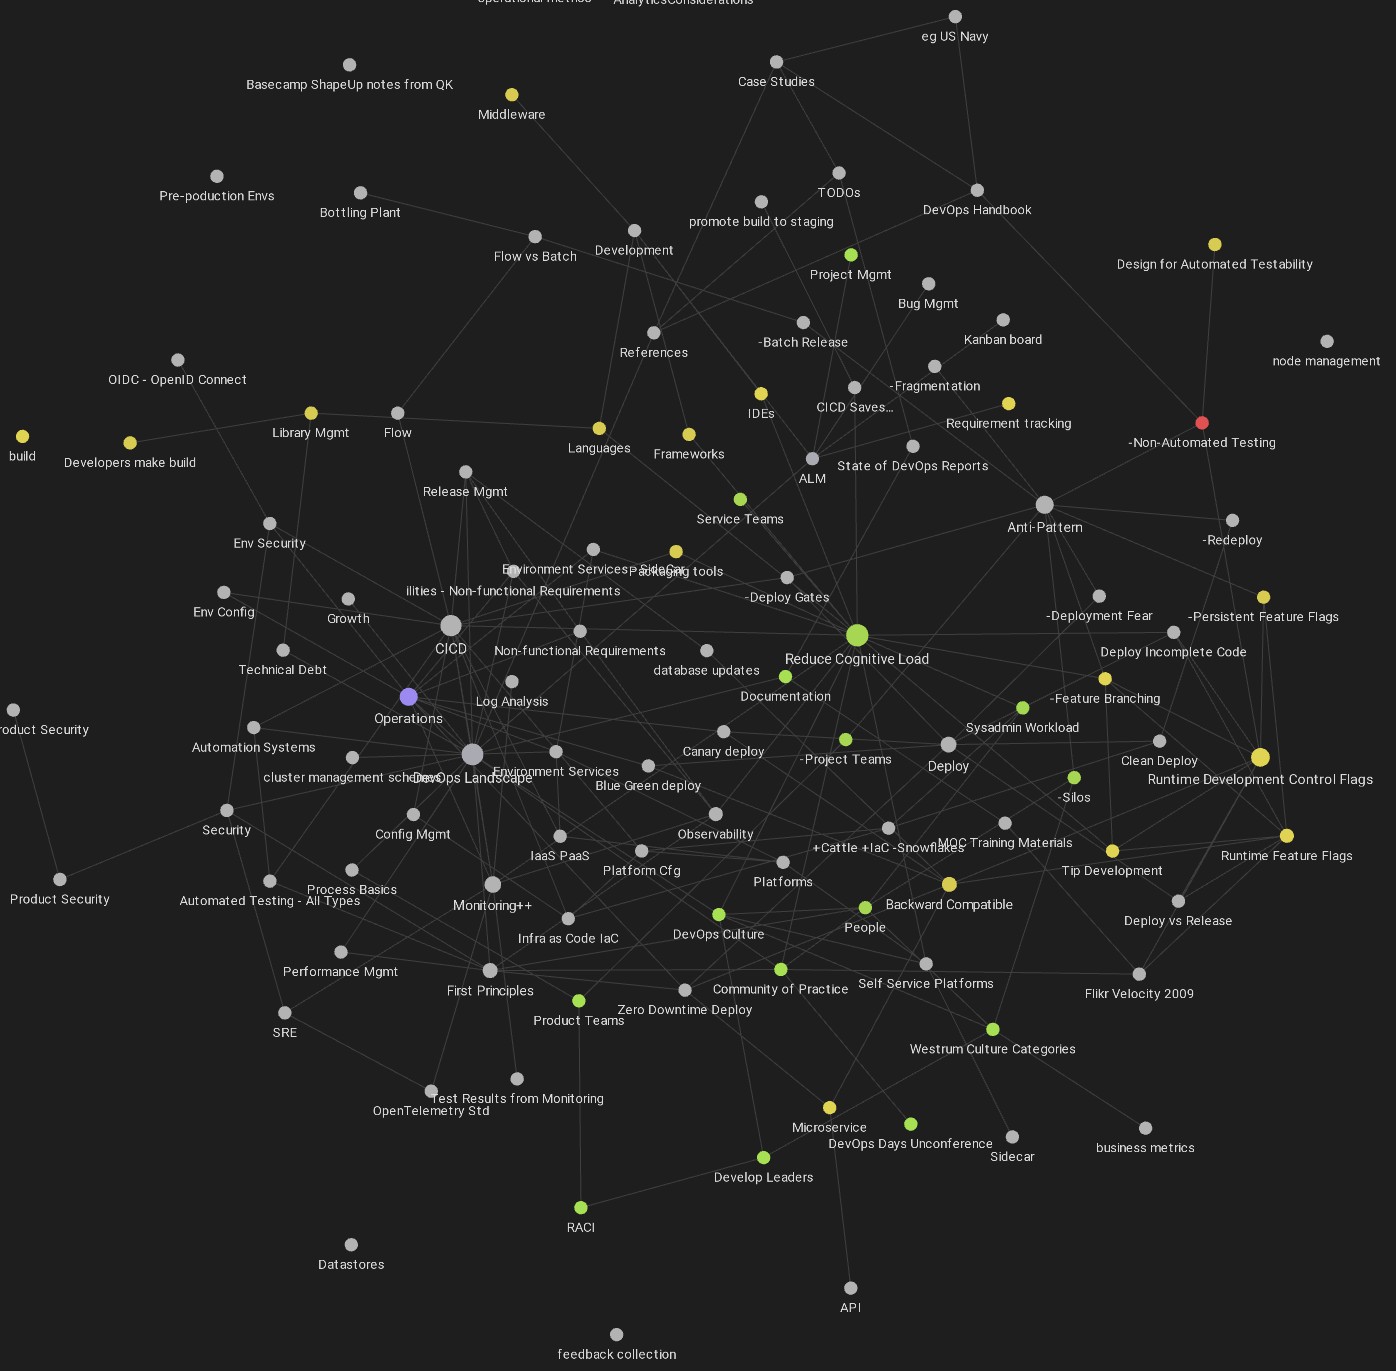 AnalyticsConsiderations
eg US Navy
Case Studies
Basecamp ShapeUp notes from QK
Middleware
Pre-poduction Envs
TODOs
Bottling Plant
DevOps Handbook
promote build to staging
Development
Flow vs Batch
Design for Automated Testability
Project Mgmt
Bug Mgmt
Kanban board
-Batch Release
References
node management
OIDC - OpenID Connect
-Fragmentation
CICD Saves...
IDEs
Requirement tracking
Library Mgmt
Flow
-Non-Automated Testing
Languages
Frameworks
build
Developers make build
State of DevOps Reports
ALM
Release Mgmt
Service Teams
Anti-Pattern
-Redeploy
Env Security
Environment Services - SideCar
Packaging tools
ilities - Non-functional Requirements
-Deploy Gates
Env Config
Growth
-Deployment Fear
-Persistent Feature Flags
CICD
Non-functional Requirements
Deploy Incomplete Code
Reduce Cognitive Load
Technical Debt
database updates
Documentation
-Feature Branching
Log Analysis
Operations
Sysadmin Workload
roduct Security
Automation Systems
Canary deploy
-Project Teams
Deploy
Clean Deploy
cluster management schemes
DevOps Landscape
Environment Services
Blue Green deploy
Runtime Development Control Flags
-Silos
Security
Config Mgmt
Observability
+Cattle +IaC -Snowflakes
MOC Training Materials
IaaS PaaS
Runtime Feature Flags
Platform Cfg
Platforms
Tip Development
Process Basics
Product Security
Automated Testing - All Types
Monitoring++
Backward Compatible
Deploy vs Release
People
DevOps Culture
Infra as Code IaC
Performance Mgmt
First Principles
Community of Practice
Self Service Platforms
Flikr Velocity 2009
Zero Downtime Deploy
Product Teams
SRE
Westrum Culture Categories
Test Results from Monitoring
OpenTelemetry Std
Microservice
DevOps Days Unconference
business metrics
Sidecar
Develop Leaders
RACI
Datastores
API
feedback collection